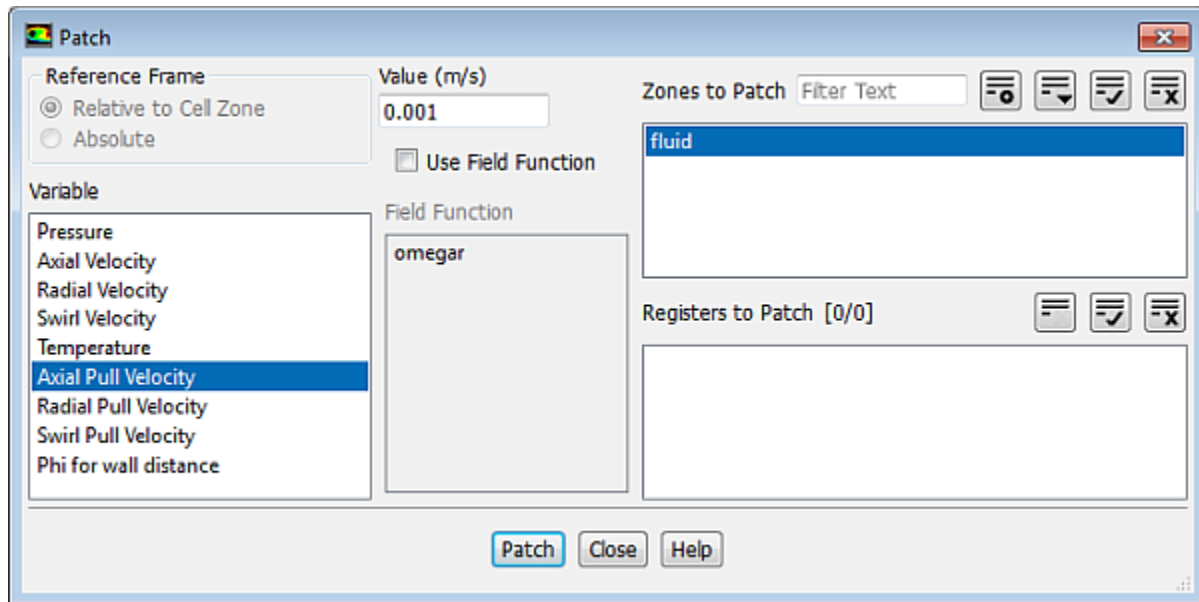 Patch
Reference Frame
Relative to Cell Zone
Absolute
Variable
Pressure
Axial Velocity
Radial Velocity
Swirl Velocity
Temperature
Axial Pull Velocity
Radial Pull Velocity
Swirl Pull Velocity
Phi for wall distance
Value (m/s)
0.001
Use Field Function
Field Function
omegar
Zones to Patch Filter Text
fluid
Registers to Patch [0/0]
Patch Close Help